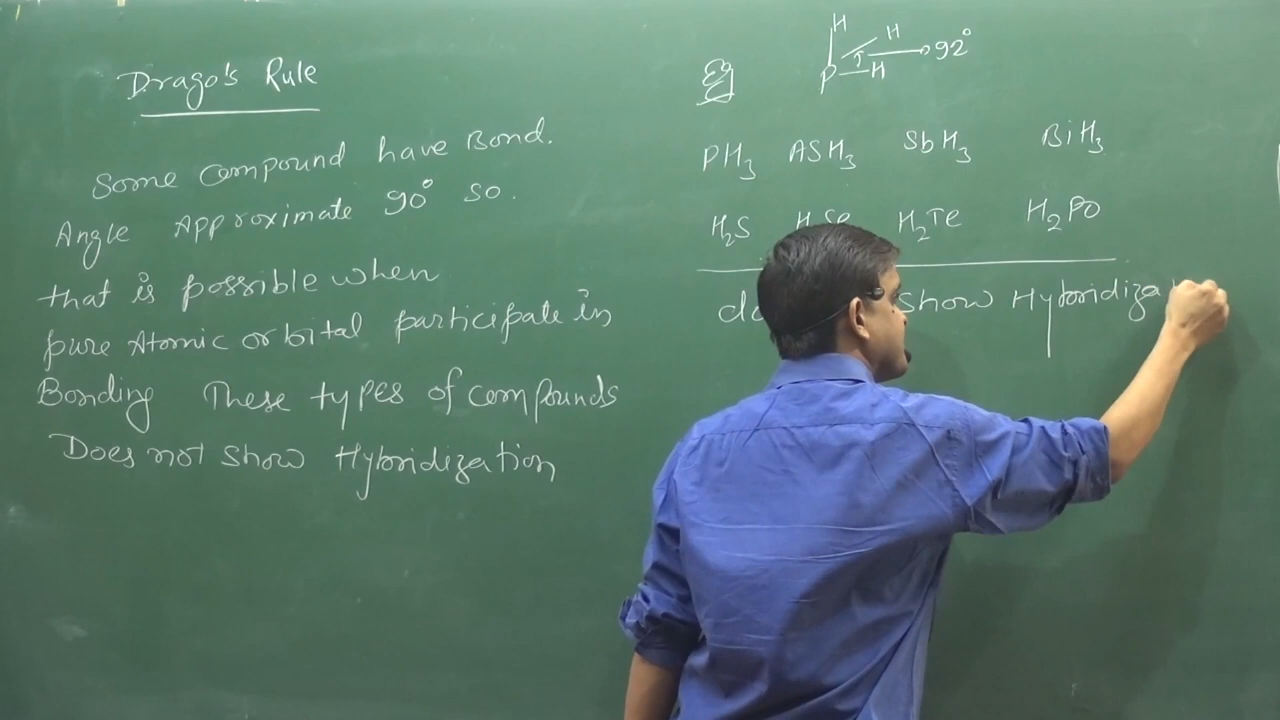 Drago's Rule
Some Compound have Bond.
Angle Approximate 90° so.
that is possible when
pure Atomic orbital participate in
Bonding These types of compounds
Does not show Hybridization
Eg
H
H
P H 92°
PH₃ ASH₃ SbH₃ BiH₃
H₂S H₂Te H₂PO
show Hybridiza